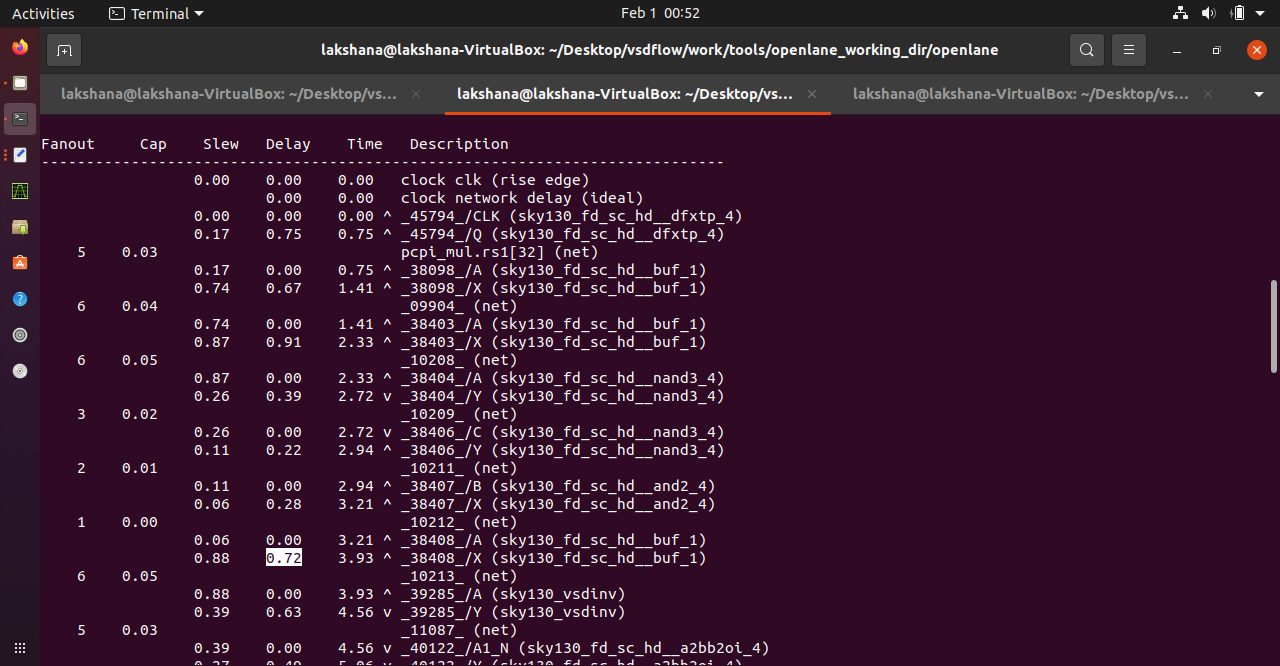 Activities Terminal Feb 1 00:52
lakshana@lakshana-VirtualBox: ~/Desktop/vsdflow/work/tools/openlane_working_dir/openlane
lakshana@lakshana-VirtualBox: ~/Desktop/vs... lakshana@lakshana-VirtualBox: ~/Desktop/vs... lakshana@lakshana-VirtualBox: ~/Desktop/vs...
Fanout Cap Slew Delay Time Description
-----------------------------------------------------------------------------
0.00 0.00 0.00 clock clk (rise edge)
0.00 0.00 clock network delay (ideal)
0.00 0.00 0.00 ^ _45794_/CLK (sky130_fd_sc_hd__dfxtp_4)
0.17 0.75 0.75 ^ _45794_/Q (sky130_fd_sc_hd__dfxtp_4)
5 0.03 pcpi_mul.rs1[32] (net)
0.17 0.00 0.75 ^ _38098_/A (sky130_fd_sc_hd__buf_1)
0.74 0.67 1.41 ^ _38098_/X (sky130_fd_sc_hd__buf_1)
6 0.04 _09904_ (net)
0.74 0.00 1.41 ^ _38403_/A (sky130_fd_sc_hd__buf_1)
0.87 0.91 2.33 ^ _38403_/X (sky130_fd_sc_hd__buf_1)
6 0.05 _10208_ (net)
0.87 0.00 2.33 ^ _38404_/A (sky130_fd_sc_hd__nand3_4)
0.26 0.39 2.72 v _38404_/Y (sky130_fd_sc_hd__nand3_4)
3 0.02 _10209_ (net)
0.26 0.00 2.72 v _38406_/C (sky130_fd_sc_hd__nand3_4)
0.11 0.22 2.94 ^ _38406_/Y (sky130_fd_sc_hd__nand3_4)
2 0.01 _10211_ (net)
0.11 0.00 2.94 ^ _38407_/B (sky130_fd_sc_hd__and2_4)
0.06 0.28 3.21 ^ _38407_/X (sky130_fd_sc_hd__and2_4)
1 0.00 _10212_ (net)
0.06 0.00 3.21 ^ _38408_/A (sky130_fd_sc_hd__buf_1)
0.88 0.72 3.93 ^ _38408_/X (sky130_fd_sc_hd__buf_1)
6 0.05 _10213_ (net)
0.88 0.00 3.93 ^ _39285_/A (sky130_vsdinv)
0.39 0.63 4.56 v _39285_/Y (sky130_vsdinv)
5 0.03 _11087_ (net)
0.39 0.00 4.56 v _40122_/A1_N (sky130_fd_sc_hd__a2bb2oi_4)